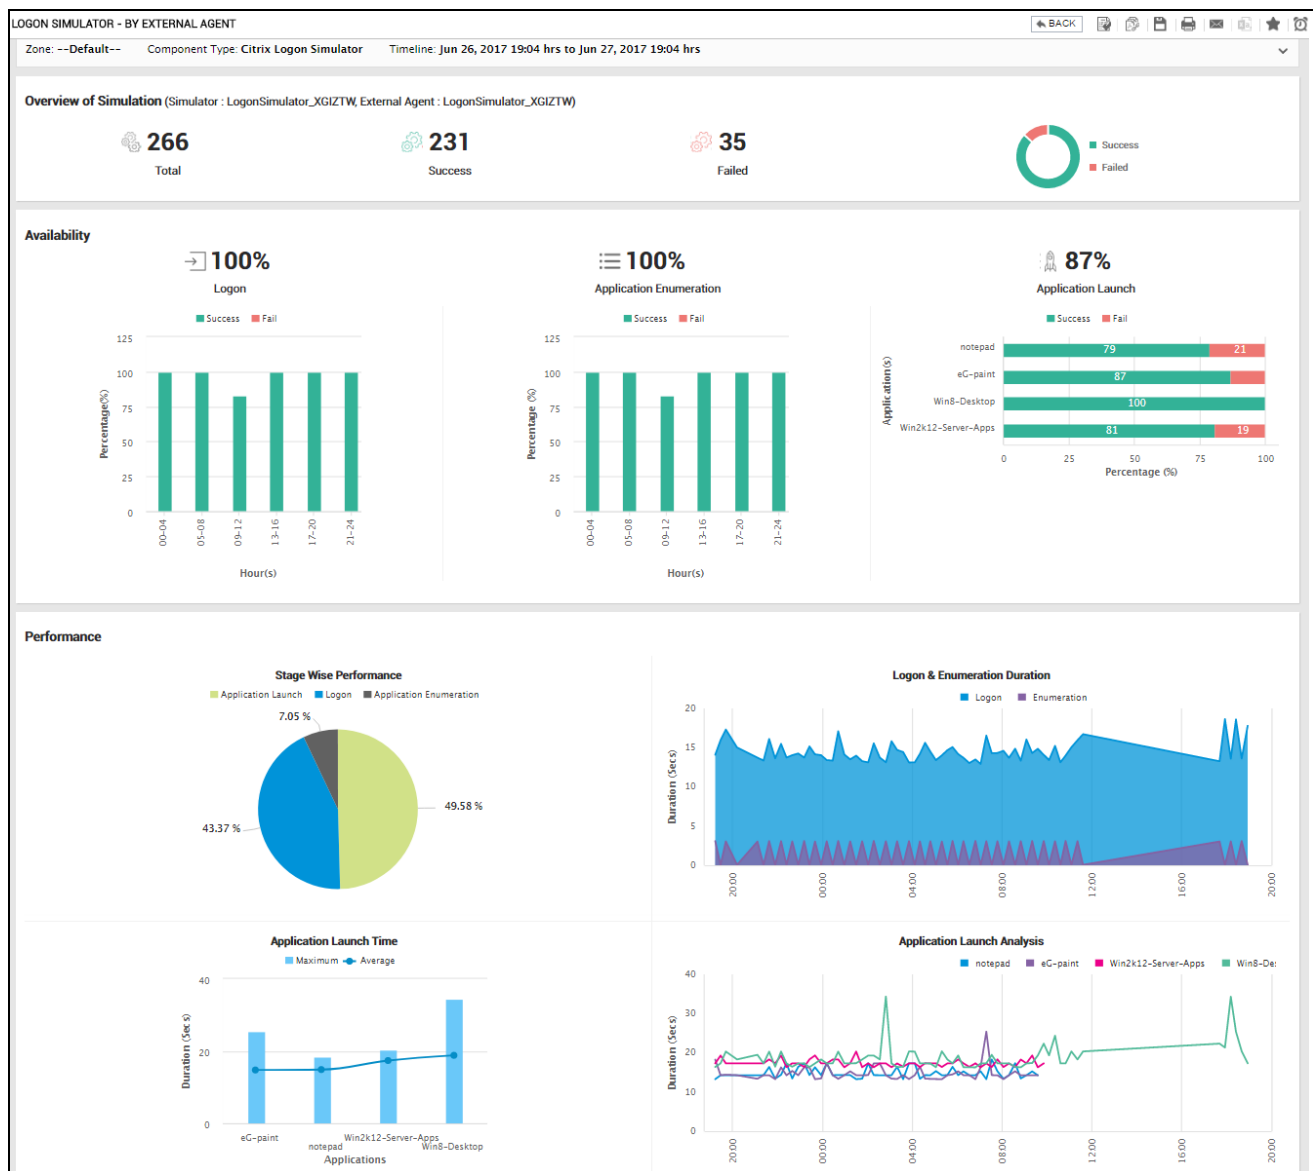 LOGON SIMULATOR - BY EXTERNAL AGENT
BACK
Zone: --Default-- Component Type: Citrix Logon Simulator Timeline: Jun 26, 2017 19:04 hrs to Jun 27, 2017 19:04 hrs
Overview of Simulation (Simulator : LogonSimulator_XGIZTW, External Agent : LogonSimulator_XGIZTW)
266
Total
231
Success
35
Failed
Success
Failed
Availability
100%
Logon
Success Fail
125
100
75
50
25
0
Percentage(%)
00-04
05-08
09-12
13-16
17-20
21-24
Hour(s)
100%
Application Enumeration
Success Fail
125
100
75
50
25
0
Percentage (%)
00-04
05-08
09-12
13-16
17-20
21-24
Hour(s)
87%
Application Launch
Success Fail
Application(s)
notepad 79 21
eG-paint 87
Win8-Desktop 100
Win2k12-Server-Apps 81 19
0 25 50 75 100
Percentage (%)
Performance
Stage Wise Performance
Application Launch Logon Application Enumeration
7.05 %
49.58 %
43.37 %
Logon & Enumeration Duration
Logon Enumeration
20
15
10
5
0
Duration (Secs)
20:00
00:00
04:00
08:00
12:00
16:00
20:00
Application Launch Time
Maximum Average
40
20
0
Duration (Secs)
eG-paint
notepad
Win2k12-Server-Apps
Win8-Desktop
Applications
Application Launch Analysis
notepad eG-paint Win2k12-Server-Apps Win8-De
40
30
20
10
0
Duration (Secs)
20:00
00:00
04:00
08:00
12:00
16:00
20:00